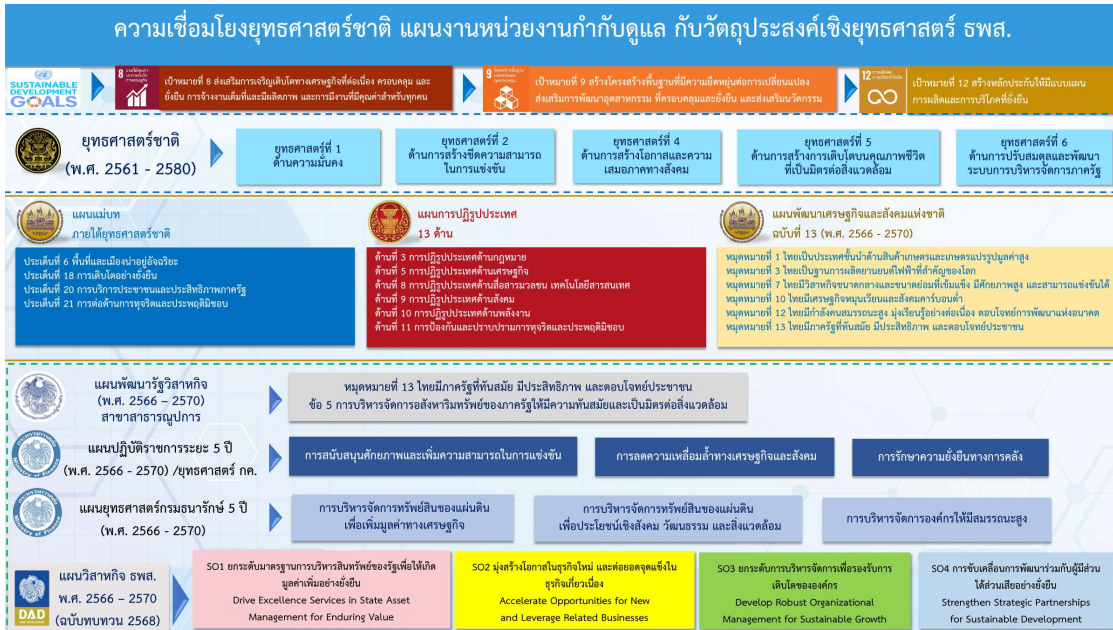 ความเชื่อมโยงยุทธศาสตร์ชาติ แผนงานหน่วยงานกำกับดูแล กับวัตถุประสงค์เชิงยุทธศาสตร์ ธพส.
SUSTAINABLE
DEVELOPMENT
GOALS
8
เป้าหมายที่ 8 ส่งเสริมการเจริญเติบโตทางเศรษฐกิจที่ต่อเนื่อง ครอบคลุม และ
ยั่งยืน การจ้างงานเต็มที่และมีผลิตภาพ และการมีงานที่มีคุณค่าสำหรับทุกคน
9
เป้าหมายที่ 9 สร้างโครงสร้างพื้นฐานที่มีความยืดหยุ่นต่อการเปลี่ยนแปลง
ส่งเสริมการพัฒนาอุตสาหกรรม ที่ครอบคลุมและยั่งยืน และส่งเสริมนวัตกรรม
12
เป้าหมายที่ 12 สร้างหลักประกันให้มีแบบแผน
การผลิตและการบริโภคที่ยั่งยืน
ยุทธศาสตร์ชาติ
(พ.ศ. 2561 - 2580)
ยุทธศาสตร์ที่ 1
ด้านความมั่นคง
ยุทธศาสตร์ที่ 2
ด้านการสร้างขีดความสามารถ
ในการแข่งขัน
ยุทธศาสตร์ที่ 4
ด้านการสร้างโอกาสและความ
เสมอภาคทางสังคม
ยุทธศาสตร์ที่ 5
ด้านการสร้างการเติบโตบนคุณภาพชีวิต
ที่เป็นมิตรต่อสิ่งแวดล้อม
ยุทธศาสตร์ที่ 6
ด้านการปรับสมดุลและพัฒนา
ระบบการบริหารจัดการภาครัฐ
แผนแม่บท
ภายใต้ยุทธศาสตร์ชาติ
ประเด็นที่ 6 พื้นที่และเมืองน่าอยู่อัจฉริยะ
ประเด็นที่ 18 การเติบโตอย่างยั่งยืน
ประเด็นที่ 20 การบริการประชาชนและประสิทธิภาพภาครัฐ
ประเด็นที่ 21 การต่อต้านการทุจริตและประพฤติมิชอบ
แผนการปฏิรูปประเทศ
13 ด้าน
ด้านที่ 3 การปฏิรูปประเทศด้านกฎหมาย
ด้านที่ 5 การปฏิรูปประเทศด้านเศรษฐกิจ
ด้านที่ 8 การปฏิรูปประเทศด้านสื่อสารมวลชน เทคโนโลยีสารสนเทศ
ด้านที่ 9 การปฏิรูปประเทศด้านสังคม
ด้านที่ 10 การปฏิรูปประเทศด้านพลังงาน
ด้านที่ 11 การป้องกันและปราบปรามการทุจริตและประพฤติมิชอบ
แผนพัฒนาเศรษฐกิจและสังคมแห่งชาติ
ฉบับที่ 13 (พ.ศ. 2566 - 2570)
หมุดหมายที่ 1 ไทยเป็นประเทศชั้นนำด้านสินค้าเกษตรและเกษตรแปรรูปมูลค่าสูง
หมุดหมายที่ 3 ไทยเป็นฐานการผลิตยานยนต์ไฟฟ้าที่สำคัญของโลก
หมุดหมายที่ 7 ไทยมีวิสาหกิจขนาดกลางและขนาดย่อมที่เข้มแข็ง มีศักยภาพสูง และสามารถแข่งขันได้
หมุดหมายที่ 10 ไทยมีเศรษฐกิจหมุนเวียนและสังคมคาร์บอนต่ำ
หมุดหมายที่ 12 ไทยมีกำลังคนสมรรถนะสูง มุ่งเรียนรู้อย่างต่อเนื่อง ตอบโจทย์การพัฒนาแห่งอนาคต
หมุดหมายที่ 13 ไทยมีภาครัฐที่ทันสมัย มีประสิทธิภาพ และตอบโจทย์ประชาชน
แผนพัฒนารัฐวิสาหกิจ
(พ.ศ. 2566 – 2570)
สาขาสาธารณูปการ
หมุดหมายที่ 13 ไทยมีภาครัฐที่ทันสมัย มีประสิทธิภาพ และตอบโจทย์ประชาชน
ข้อ 5 การบริหารจัดการอสังหาริมทรัพย์ของภาครัฐให้มีความทันสมัยและเป็นมิตรต่อสิ่งแวดล้อม
แผนปฏิบัติราชการระยะ 5 ปี
(พ.ศ. 2566 - 2570) /ยุทธศาสตร์ กค.
การสนับสนุนศักยภาพและเพิ่มความสามารถในการแข่งขัน
การลดความเหลื่อมล้ำทางเศรษฐกิจและสังคม
การรักษาความยั่งยืนทางการคลัง
แผนยุทธศาสตร์กรมธนารักษ์ 5 ปี
(พ.ศ. 2566 - 2570)
การบริหารจัดการทรัพย์สินของแผ่นดิน
เพื่อเพิ่มมูลค่าทางเศรษฐกิจ
การบริหารจัดการทรัพย์สินของแผ่นดิน
เพื่อประโยชน์เชิงสังคม วัฒนธรรม และสิ่งแวดล้อม
การบริหารจัดการองค์กรให้มีสมรรถนะสูง
DAD
แผนวิสาหกิจ ธพส.
พ.ศ. 2566 – 2570
(ฉบับทบทวน 2568)
SO1 ยกระดับมาตรฐานการบริหารสินทรัพย์ของรัฐเพื่อให้เกิด
มูลค่าเพิ่มอย่างยั่งยืน
Drive Excellence Services in State Asset
Management for Enduring Value
SO2 มุ่งสร้างโอกาสในธุรกิจใหม่ และต่อยอดจุดแข็งใน
ธุรกิจเกี่ยวเนื่อง
Accelerate Opportunities for New
and Leverage Related Businesses
SO3 ยกระดับการบริหารจัดการเพื่อรองรับการ
เติบโตขององค์กร
Develop Robust Organizational
Management for Sustainable Growth
SO4 การขับเคลื่อนการพัฒนาร่วมกับผู้มีส่วน
ได้ส่วนเสียอย่างยั่งยืน
Strengthen Strategic Partnerships
for Sustainable Development